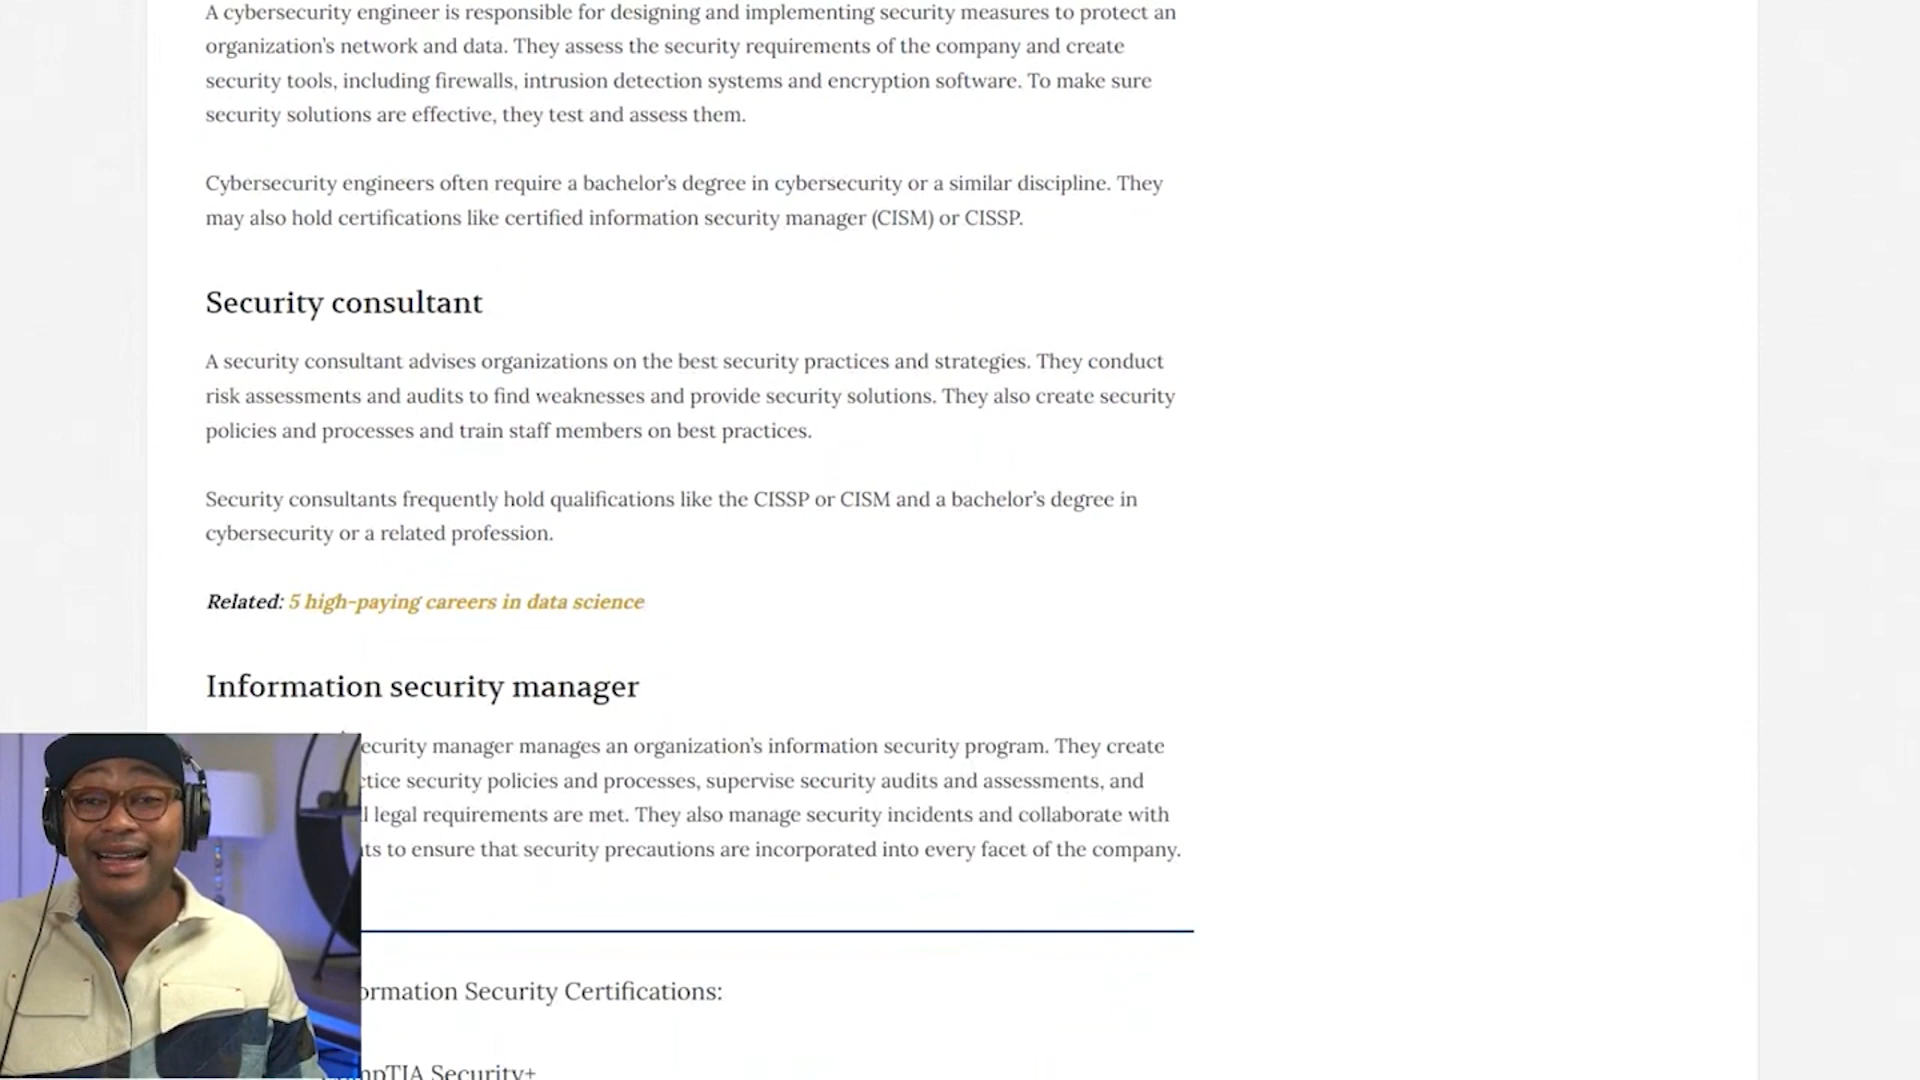 A cybersecurity engineer is responsible for designing and implementing security measures to protect an
organization's network and data. They assess the security requirements of the company and create
security tools, including firewalls, intrusion detection systems and encryption software. To make sure
security solutions are effective, they test and assess them.
Cybersecurity engineers often require a bachelor's degree in cybersecurity or a similar discipline. They
may also hold certifications like certified information security manager (CISM) or CISSP.
Security consultant
A security consultant advises organizations on the best security practices and strategies. They conduct
risk assessments and audits to find weaknesses and provide security solutions. They also create security
policies and processes and train staff members on best practices.
Security consultants frequently hold qualifications like the CISSP or CISM and a bachelor's degree in
cybersecurity or a related profession.
Related: 5 high-paying careers in data science
Information security manager
ecurity manager manages an organization's information security program. They create
security policies and processes, supervise security audits and assessments, and
legal requirements are met. They also manage security incidents and collaborate with
to ensure that security precautions are incorporated into every facet of the company.
Security Certifications:
Security+